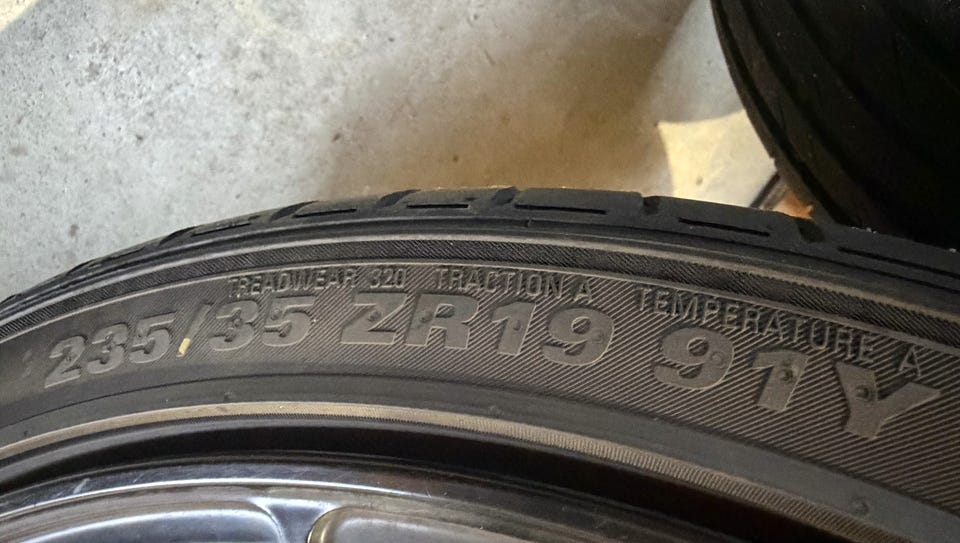 TREADWEAR 320 TRACTION A TEMPERATURE A
235/35 ZR19 91Y